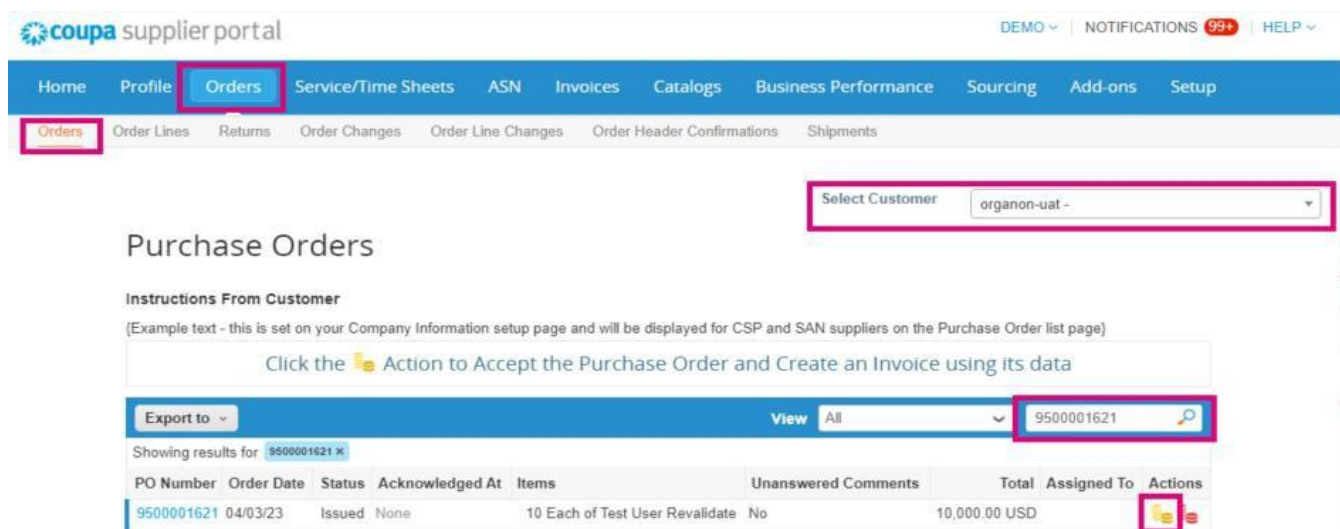 coupa supplier portal
DEMO NOTIFICATIONS 99+ HELP
Home Profile Orders Service/Time Sheets ASN Invoices Catalogs Business Performance Sourcing Add-ons Setup
Orders Order Lines Returns Order Changes Order Line Changes Order Header Confirmations Shipments
Select Customer organon-uat -
Purchase Orders
Instructions From Customer
{Example text - this is set on your Company Information setup page and will be displayed for CSP and SAN suppliers on the Purchase Order list page}
Click the Action to Accept the Purchase Order and Create an Invoice using its data
Export to View All 9500001621
Showing results for 9500001621 ×
PO Number Order Date Status Acknowledged At Items Unanswered Comments Total Assigned To Actions
9500001621 04/03/23 Issued None 10 Each of Test User Revalidate No 10,000.00 USD